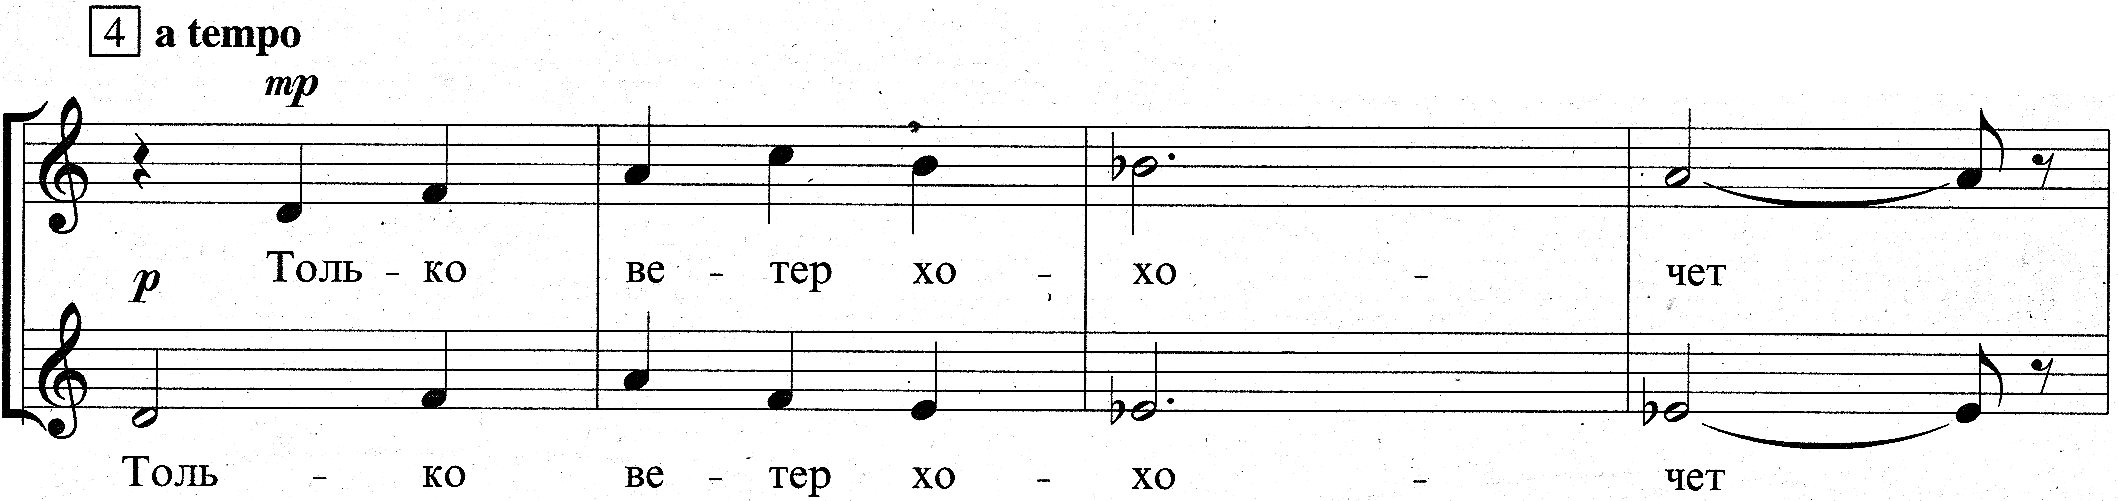 4 a tempo
mp
Толь - ко ве - тер хо - хо - чет
p
Толь - ко ве - тер хо - хо - чет